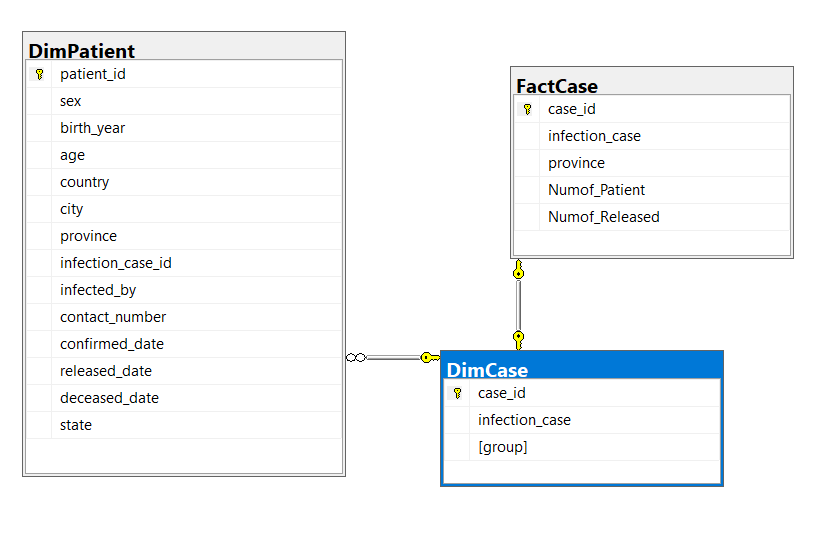 DimPatient
patient_id
sex
birth_year
age
country
city
province
infection_case_id
infected_by
contact_number
confirmed_date
released_date
deceased_date
state
FactCase
case_id
infection_case
province
Numof_Patient
Numof_Released
DimCase
case_id
infection_case
[group]